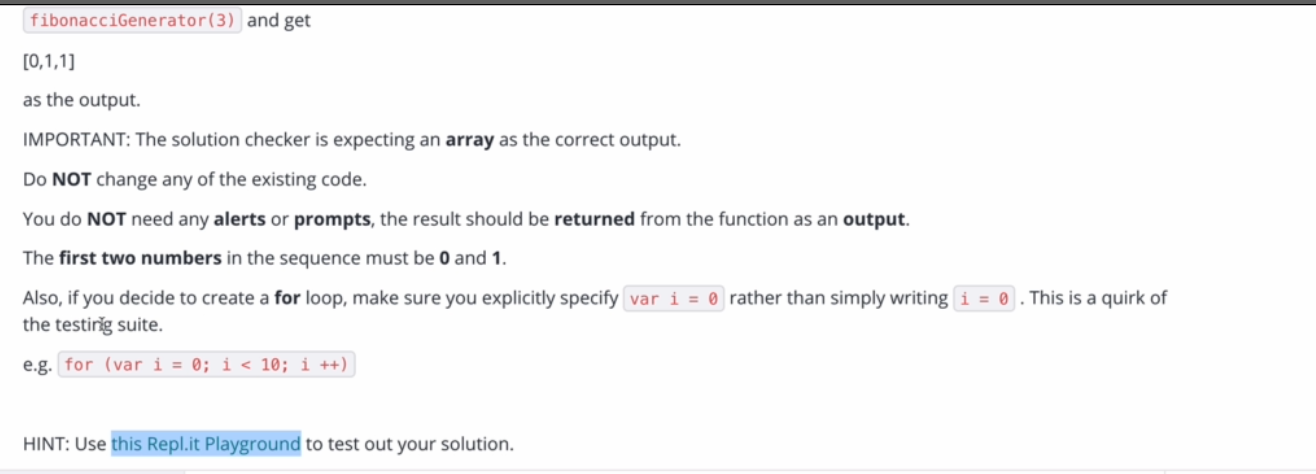 fibonacciGenerator(3) and get
[0,1,1]
as the output.
IMPORTANT: The solution checker is expecting an array as the correct output.
Do NOT change any of the existing code.
You do NOT need any alerts or prompts, the result should be returned from the function as an output.
The first two numbers in the sequence must be 0 and 1.
Also, if you decide to create a for loop, make sure you explicitly specify var i = 0 rather than simply writing i = 0 . This is a quirk of
the testing suite.
e.g. for (var i = 0; i < 10; i ++)
HINT: Use this Repl.it Playground to test out your solution.